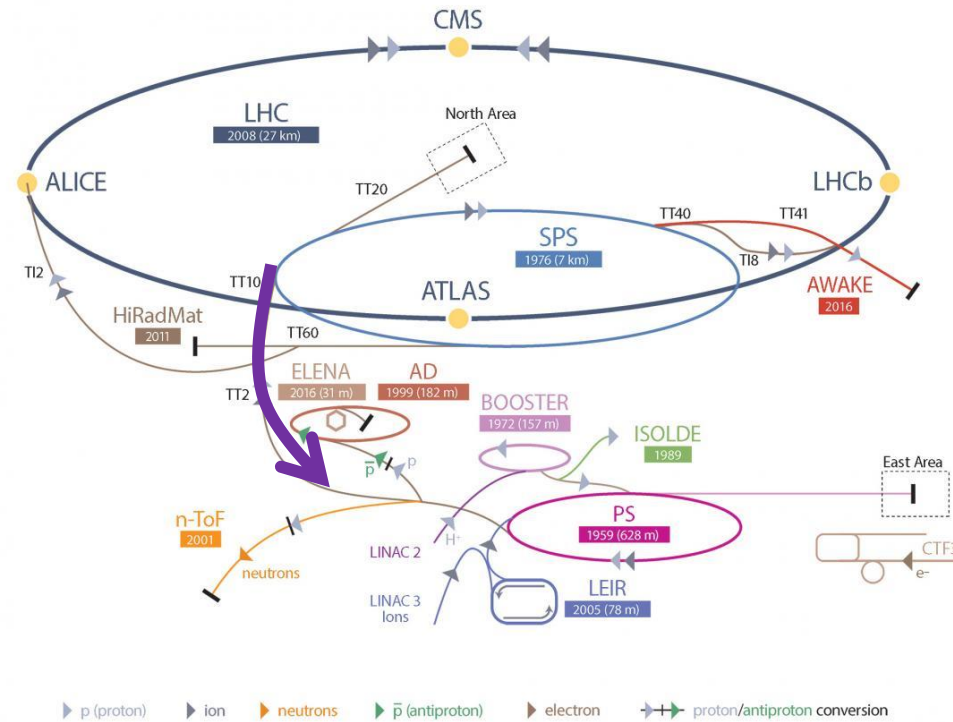 CMS
LHC
2008 (27 km)
North Area
ALICE
TT20
LHCb
TT40
TT41
SPS
1976 (7 km)
TI2
TT10
TI8
ATLAS
AWAKE
2016
HiRadMat
2011
TT60
ELENA
2016 (31 m)
AD
1999 (182 m)
TT2
BOOSTER
1972 (157 m)
ISOLDE
1989
p̅
p
East Area
n-ToF
2001
PS
1959 (628 m)
LINAC 2
H⁺
neutrons
CTF3
e-
LINAC 3
Ions
LEIR
2005 (78 m)
p (proton) ion neutrons p̅ (antiproton) electron proton/antiproton conversion